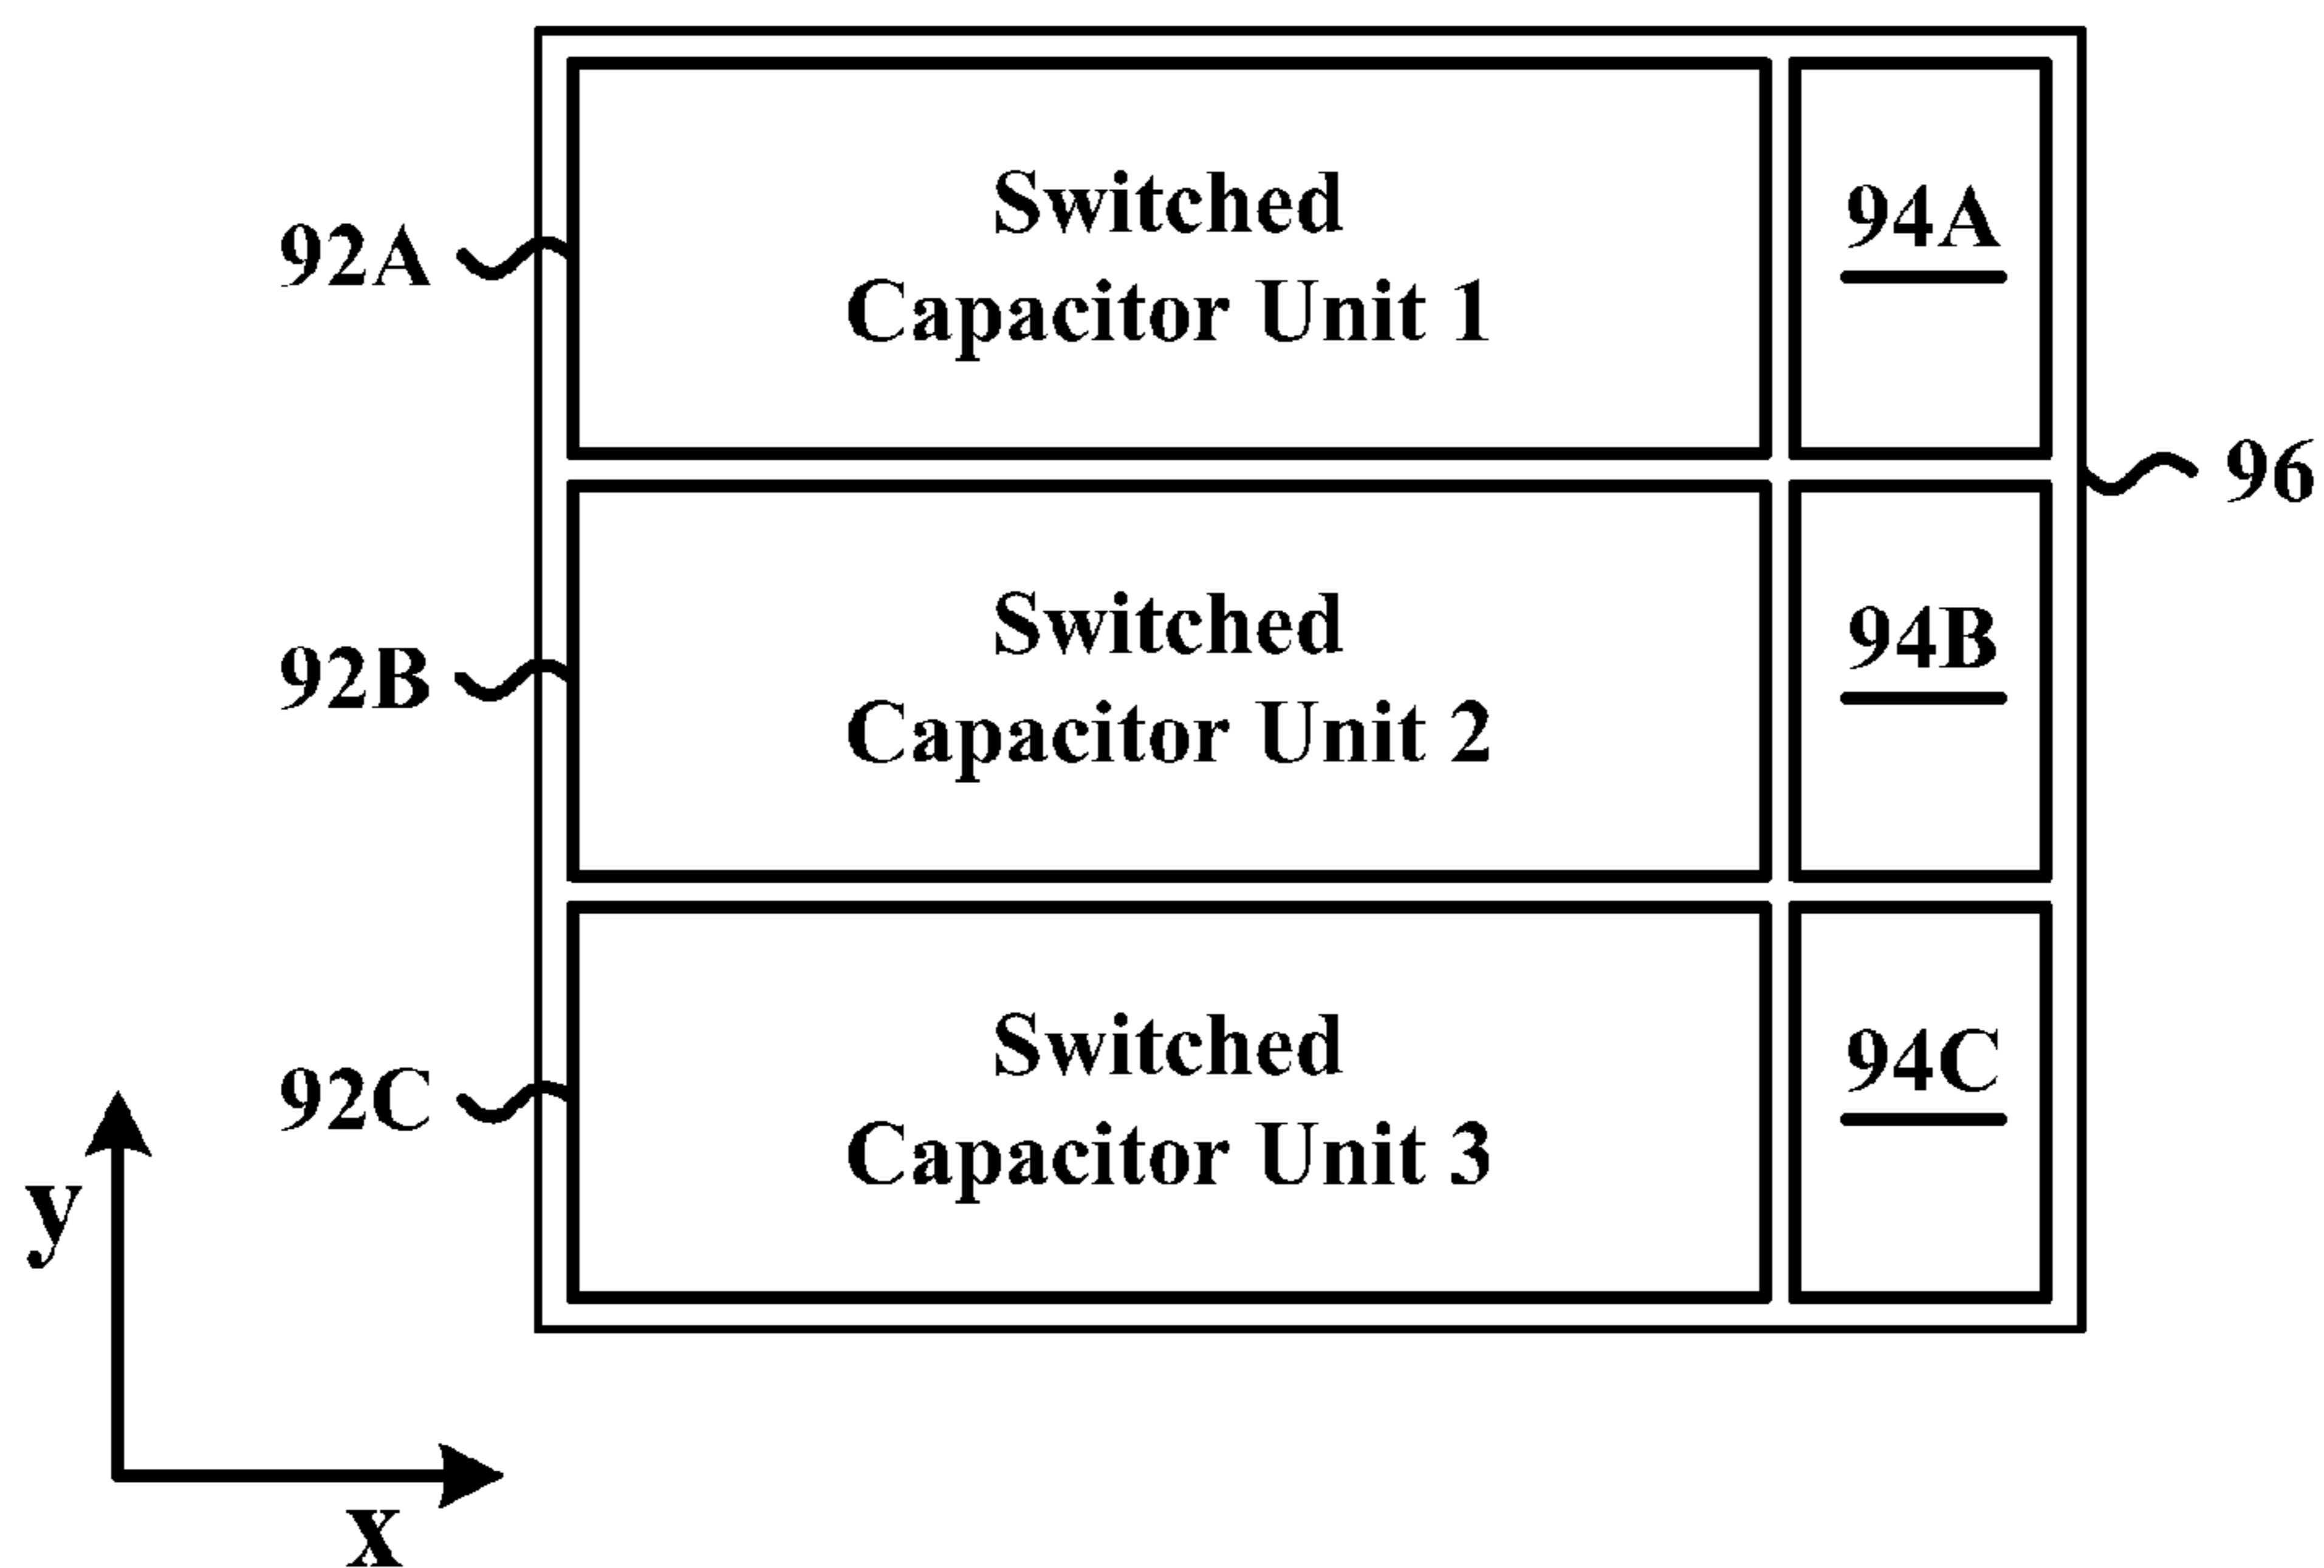 Switched
Capacitor Unit 1
94A
92A
96
Switched
Capacitor Unit 2
94B
92B
Switched
Capacitor Unit 3
94C
92C
y
x